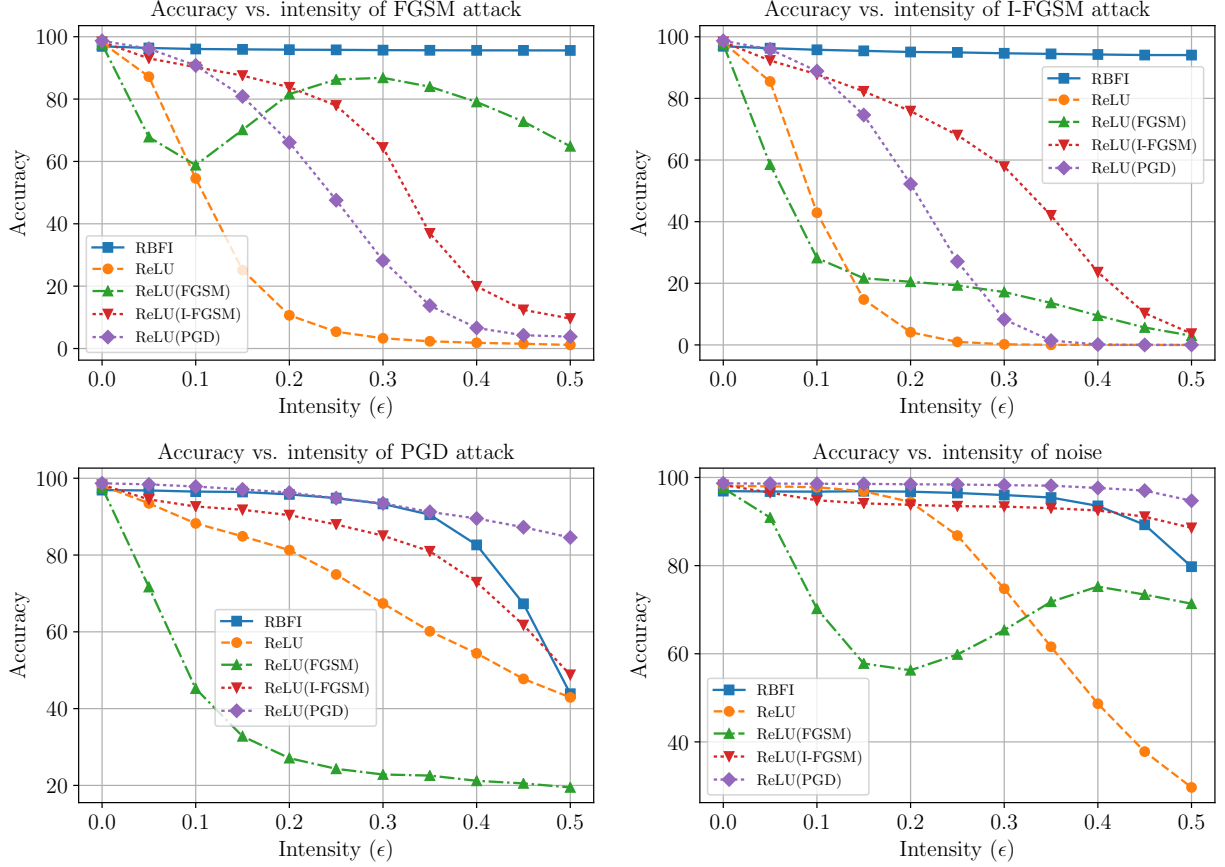 Accuracy vs. intensity of FGSM attack
100
80
60
40
20
0
Accuracy
RBFI
ReLU
ReLU(FGSM)
ReLU(I-FGSM)
ReLU(PGD)
0.0 0.1 0.2 0.3 0.4 0.5
Intensity (ϵ)
Accuracy vs. intensity of I-FGSM attack
100
80
60
40
20
0
Accuracy
RBFI
ReLU
ReLU(FGSM)
ReLU(I-FGSM)
ReLU(PGD)
0.0 0.1 0.2 0.3 0.4 0.5
Intensity (ϵ)
Accuracy vs. intensity of PGD attack
100
80
60
40
20
Accuracy
RBFI
ReLU
ReLU(FGSM)
ReLU(I-FGSM)
ReLU(PGD)
0.0 0.1 0.2 0.3 0.4 0.5
Intensity (ϵ)
Accuracy vs. intensity of noise
100
80
60
40
Accuracy
RBFI
ReLU
ReLU(FGSM)
ReLU(I-FGSM)
ReLU(PGD)
0.0 0.1 0.2 0.3 0.4 0.5
Intensity (ϵ)